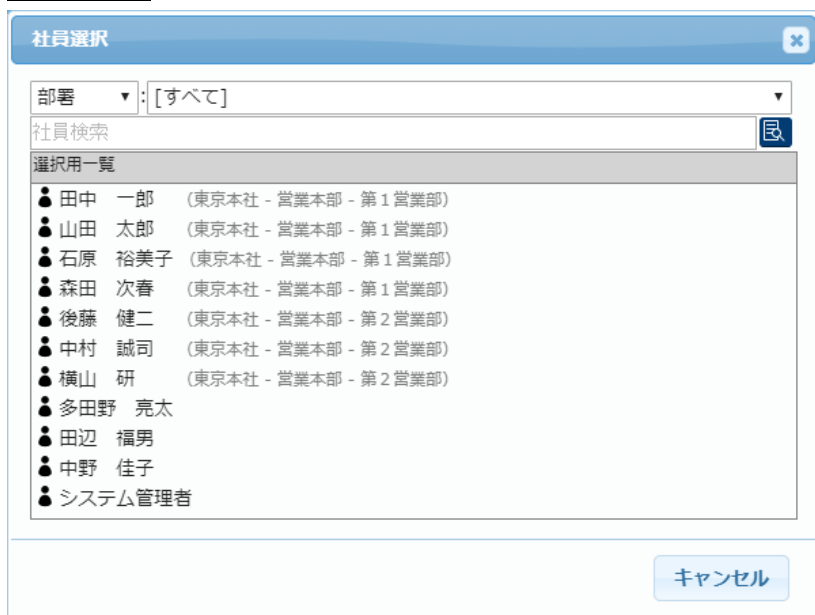 社員選択
部署 : [すべて]
社員検索
選択用一覧
田中　一郎　（東京本社 - 営業本部 - 第１営業部）
山田　太郎　（東京本社 - 営業本部 - 第１営業部）
石原　裕美子　（東京本社 - 営業本部 - 第１営業部）
森田　次春　（東京本社 - 営業本部 - 第１営業部）
後藤　健二　（東京本社 - 営業本部 - 第２営業部）
中村　誠司　（東京本社 - 営業本部 - 第２営業部）
横山　研　（東京本社 - 営業本部 - 第２営業部）
多田野　亮太
田辺　福男
中野　佳子
システム管理者
キャンセル